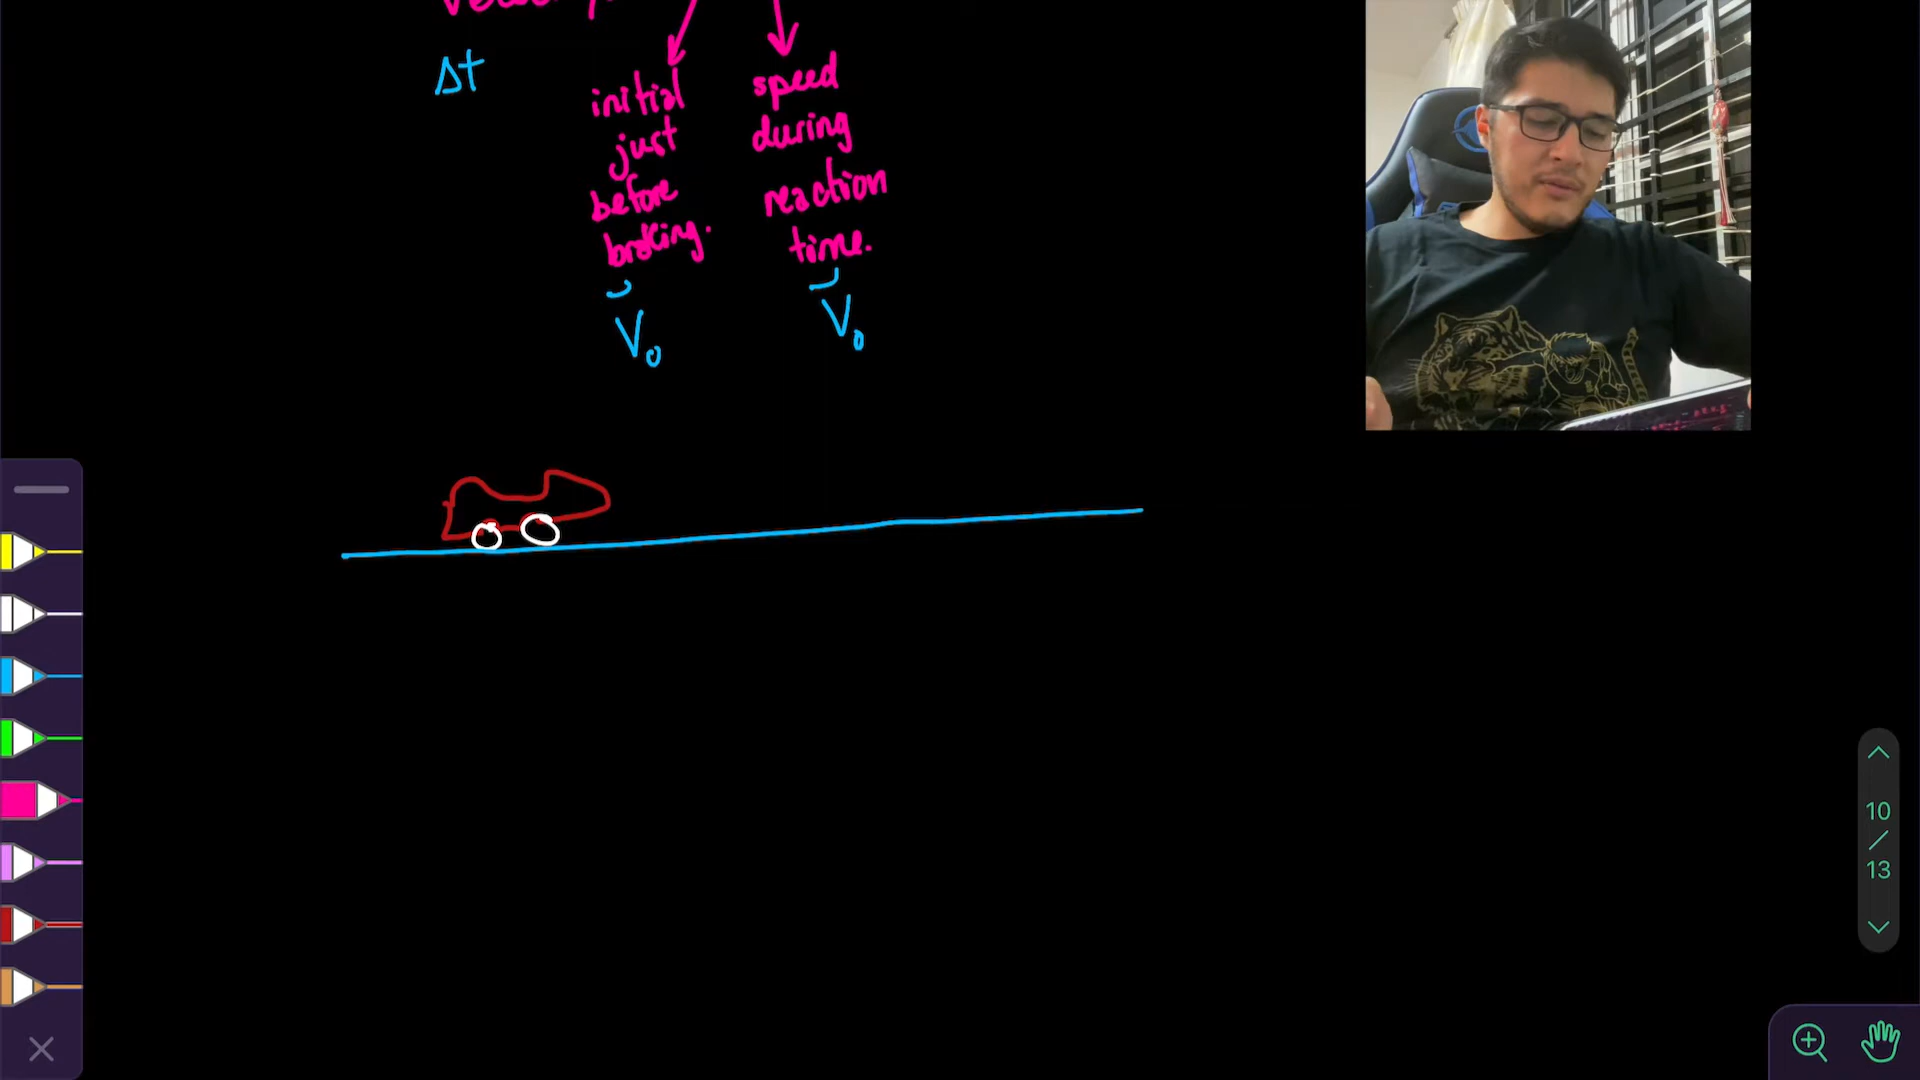 Δt
initial
just
before
braking.
V₀
speed
during
reaction
time.
V₀
10
/
13